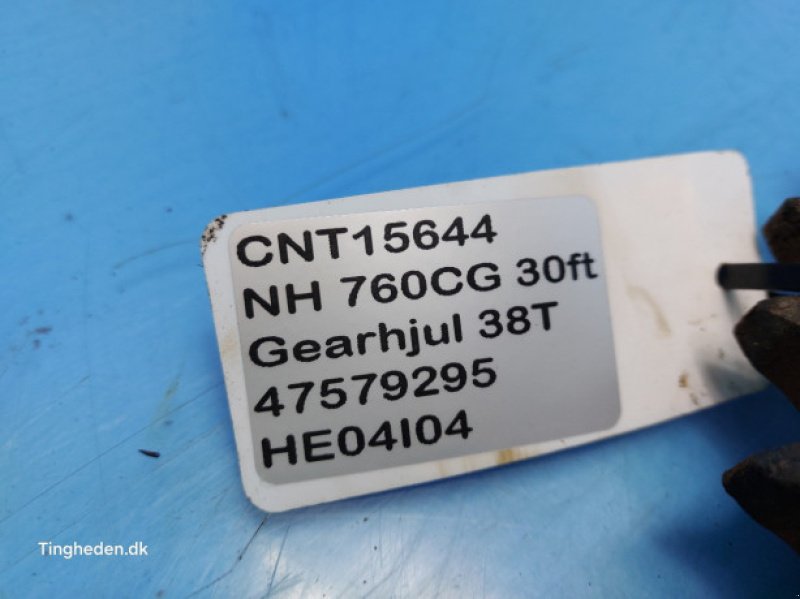 CNT15644
NH 760CG 30ft
Gearhjul 38T
47579295
HE04I04
Tingheden.dk